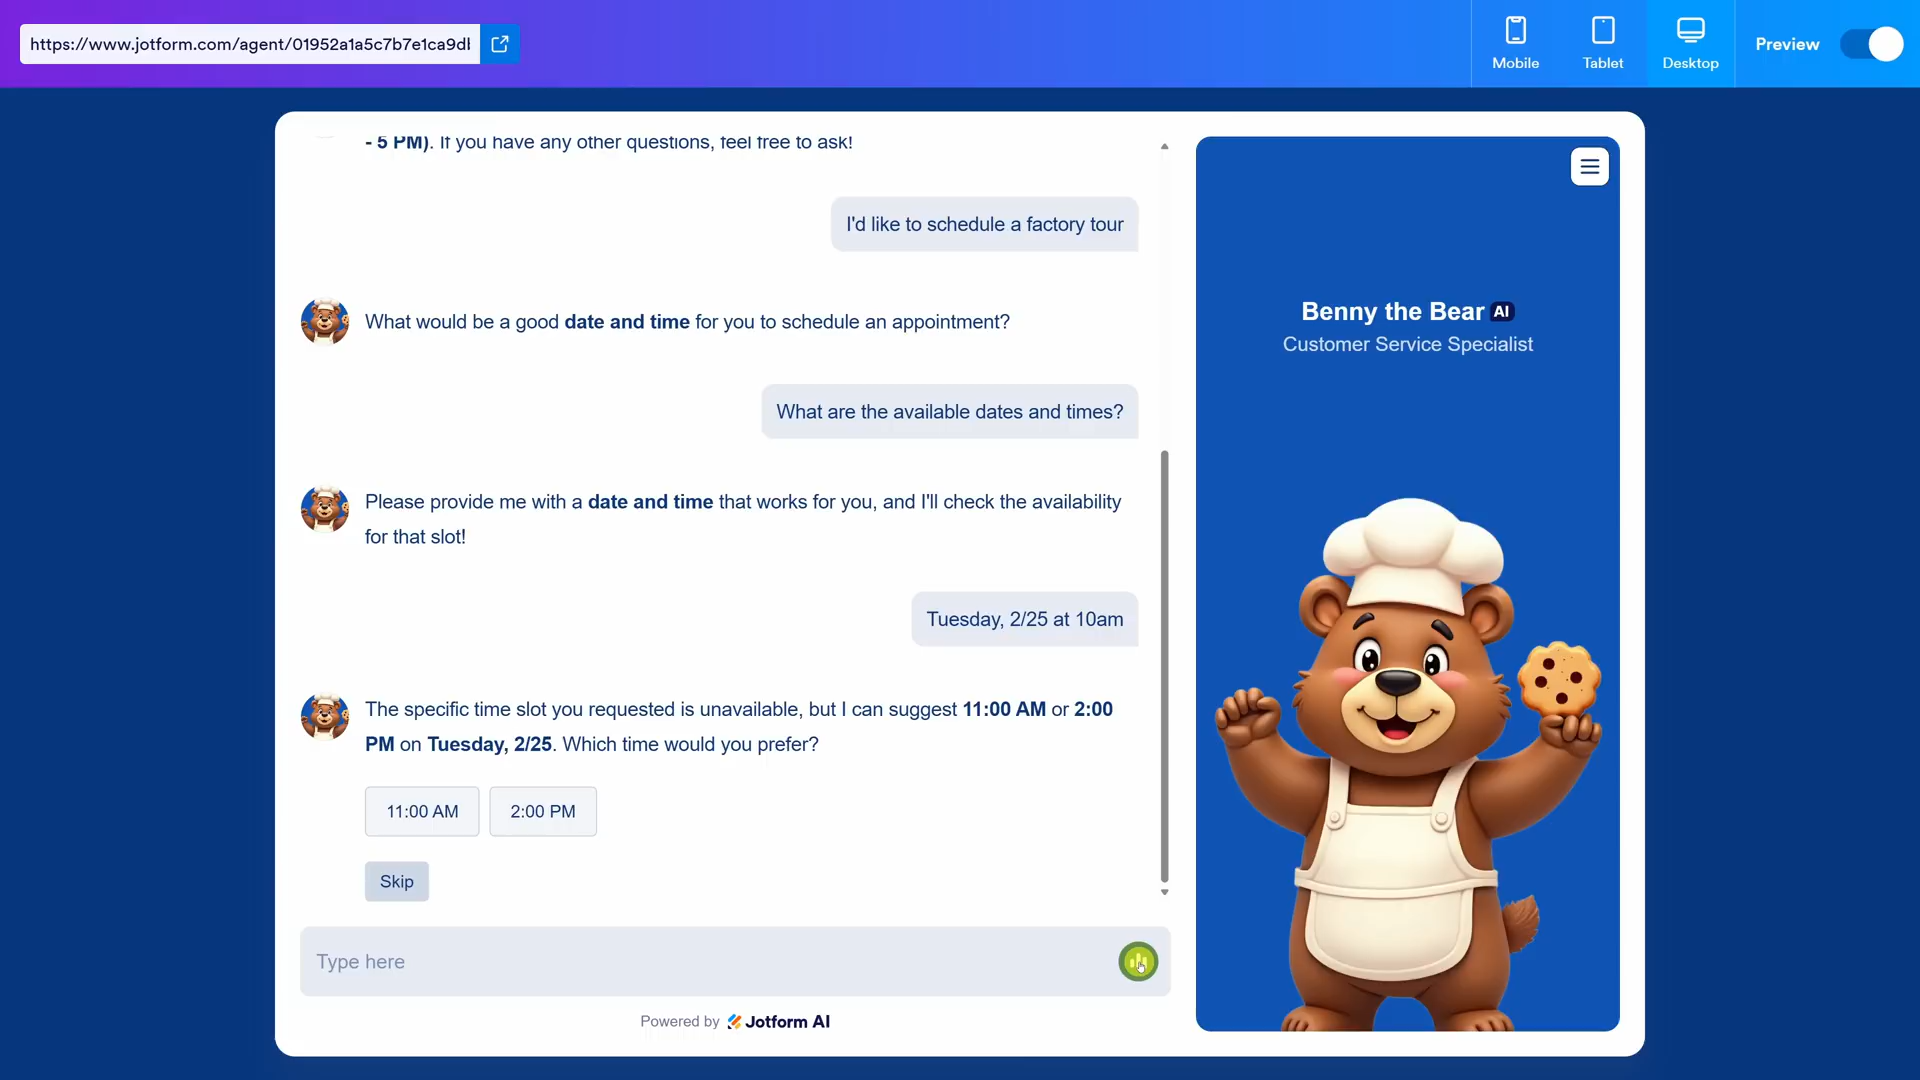 https://www.jotform.com/agent/01952a1a5c7b7e1ca9d
Mobile
Tablet
Desktop
Preview
- 5 PM). If you have any other questions, feel free to ask!
I'd like to schedule a factory tour
What would be a good date and time for you to schedule an appointment?
What are the available dates and times?
Please provide me with a date and time that works for you, and I'll check the availability
for that slot!
Tuesday, 2/25 at 10am
The specific time slot you requested is unavailable, but I can suggest 11:00 AM or 2:00
PM on Tuesday, 2/25. Which time would you prefer?
11:00 AM
2:00 PM
Skip
Type here
Powered by Jotform AI
Benny the Bear AI
Customer Service Specialist